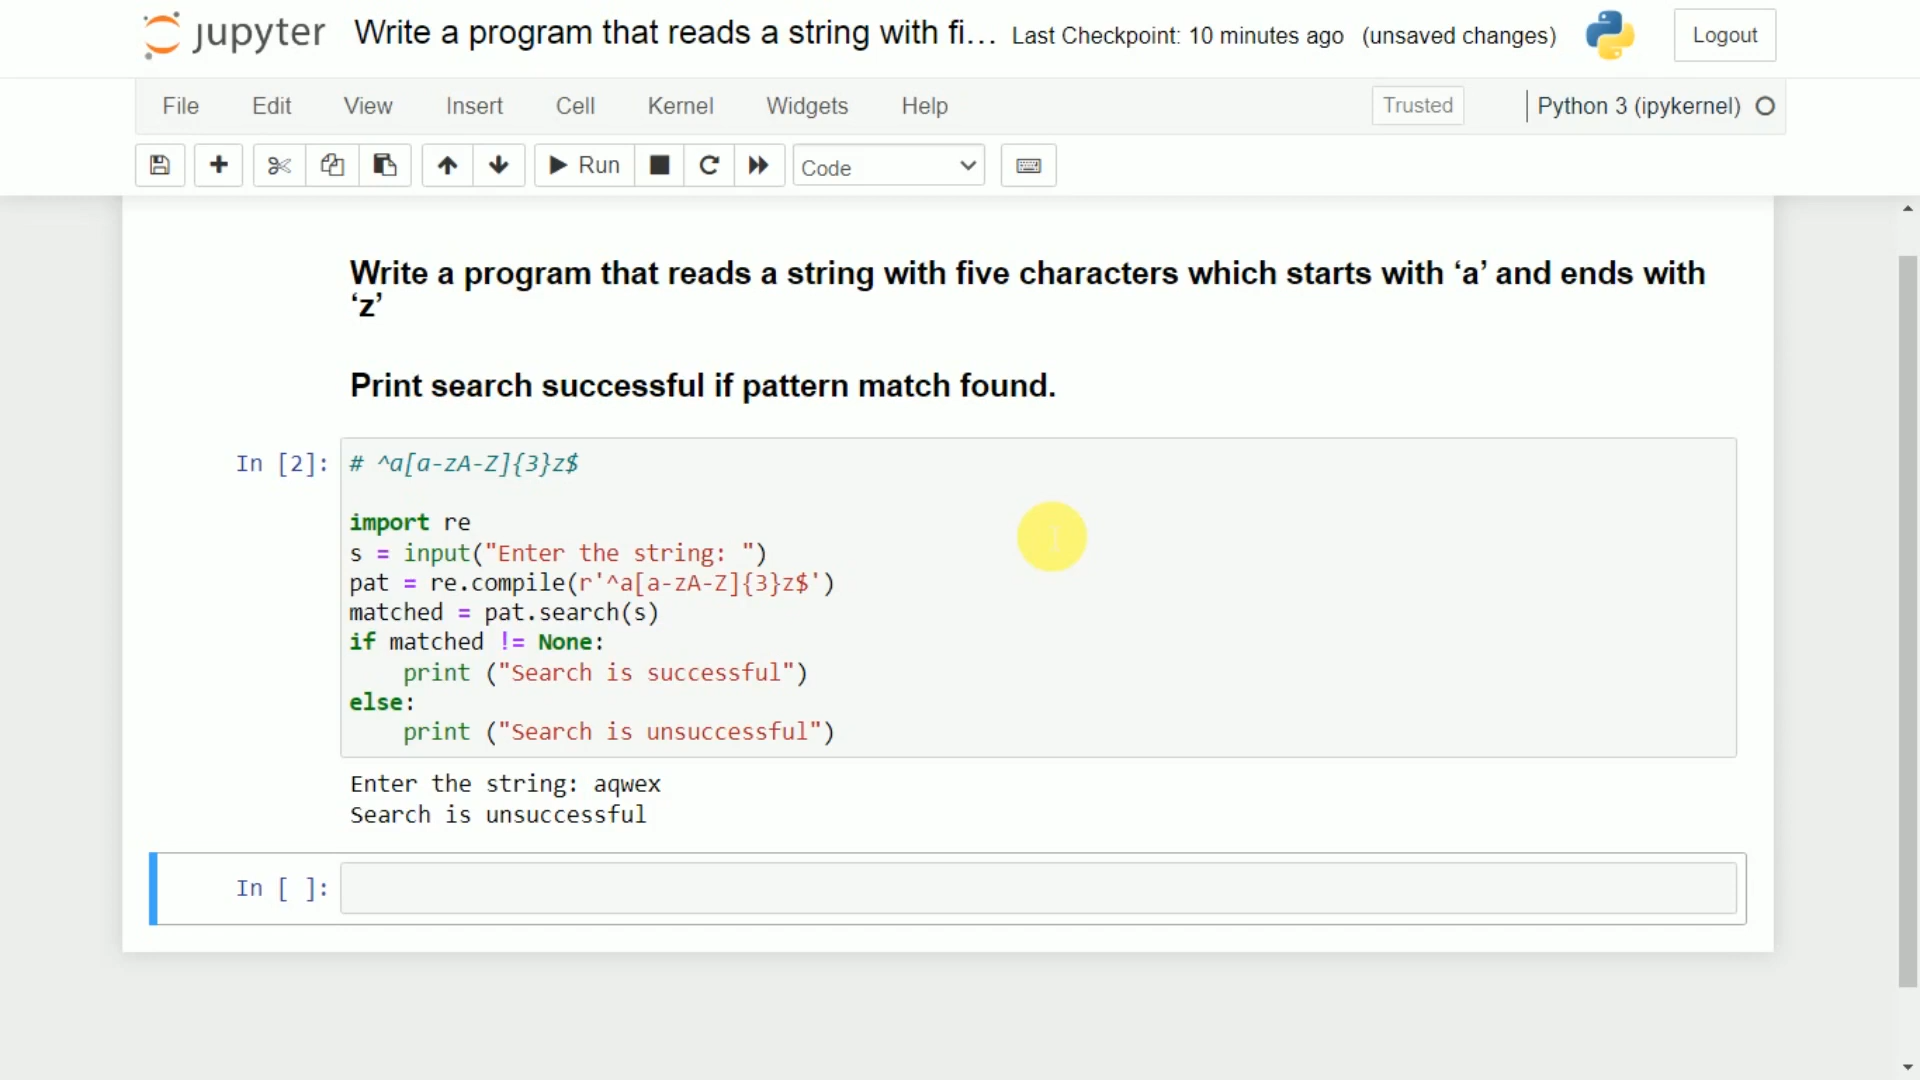 jupyter Write a program that reads a string with fi... Last Checkpoint: 10 minutes ago (unsaved changes) Logout
File Edit View Insert Cell Kernel Widgets Help Trusted Python 3 (ipykernel)
Run Code
Write a program that reads a string with five characters which starts with ‘a’ and ends with
‘z’
Print search successful if pattern match found.
In [2]: # ^a[a-zA-Z]{3}z$
import re
s = input("Enter the string: ")
pat = re.compile(r'^a[a-zA-Z]{3}z$')
matched = pat.search(s)
if matched != None:
    print ("Search is successful")
else:
    print ("Search is unsuccessful")
Enter the string: aqwex
Search is unsuccessful
In [ ]: